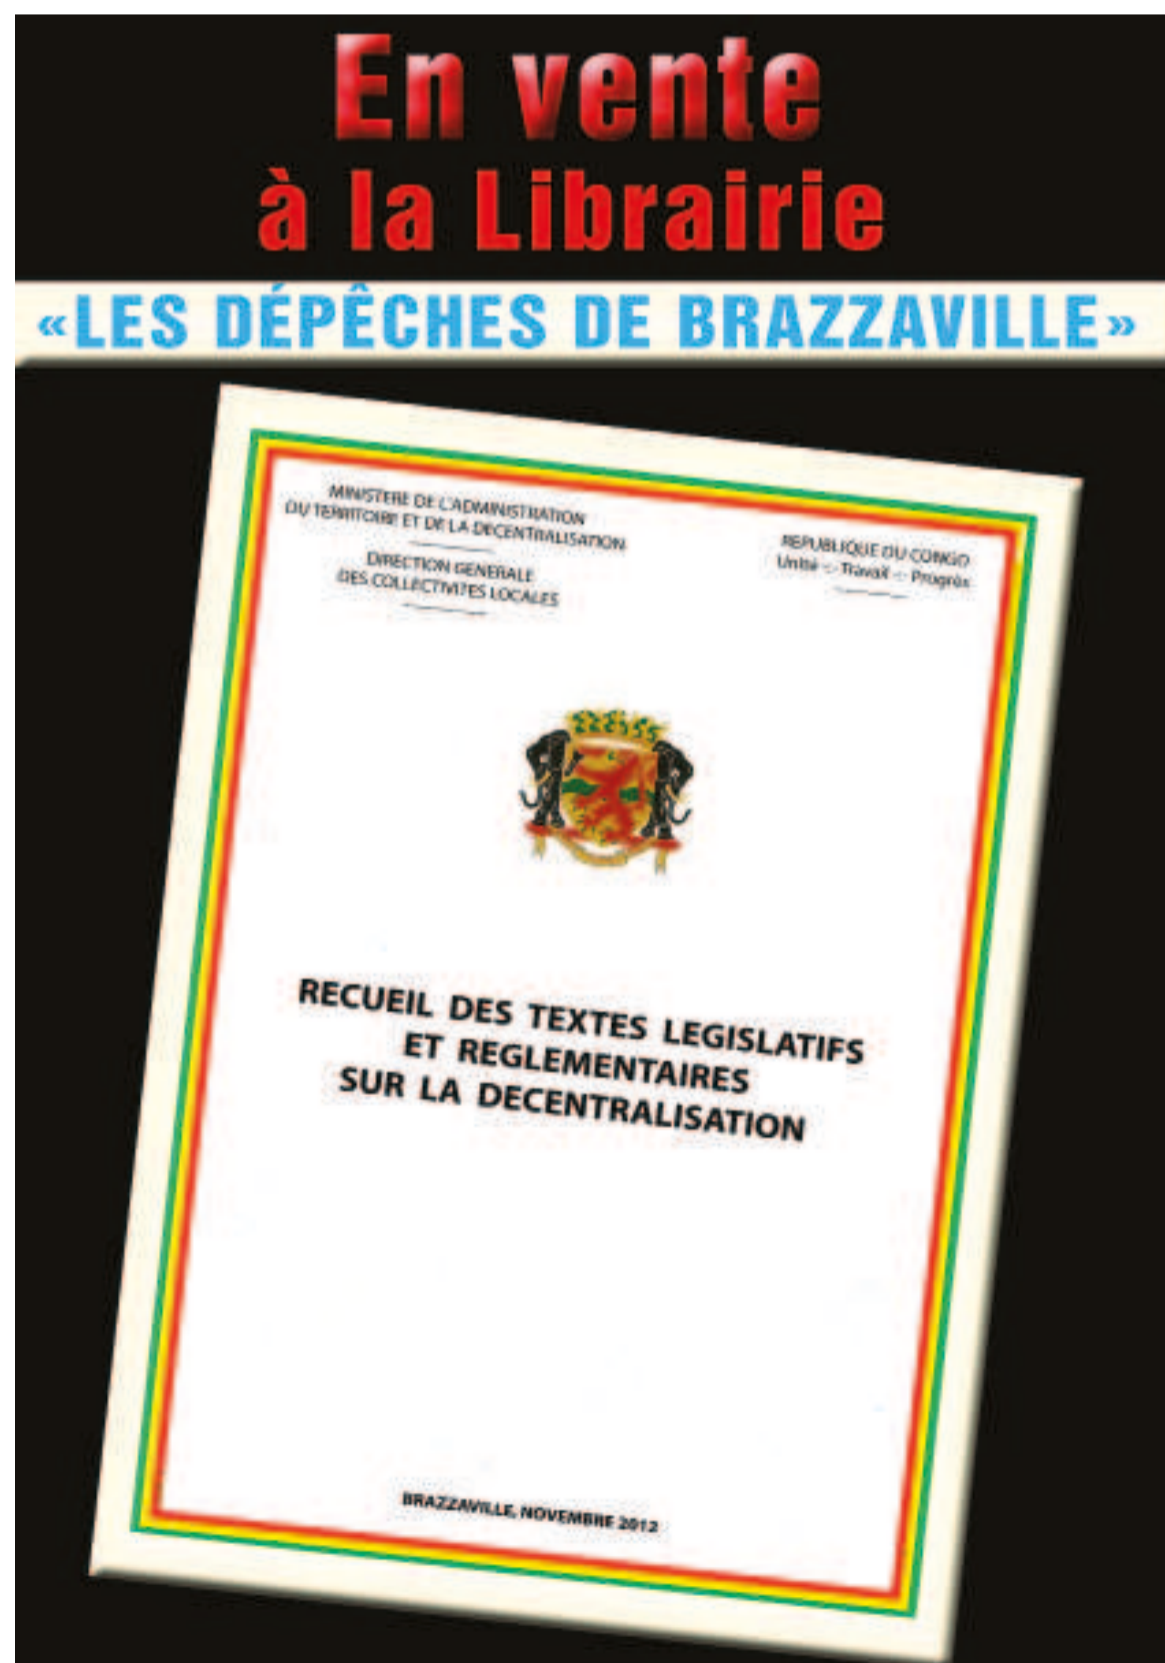 En vente
à la Librairie
«LES DÉPÊCHES DE BRAZZAVILLE»
MINISTERE DE L'ADMINISTRATION
DU TERRITOIRE ET DE LA DECENTRALISATION
DIRECTION GENERALE
DES COLLECTIVITES LOCALES
REPUBLIQUE DU CONGO
Unité - Travail - Progrès
RECUEIL DES TEXTES LEGISLATIFS
ET REGLEMENTAIRES
SUR LA DECENTRALISATION
BRAZZAVILLE, NOVEMBRE 2012